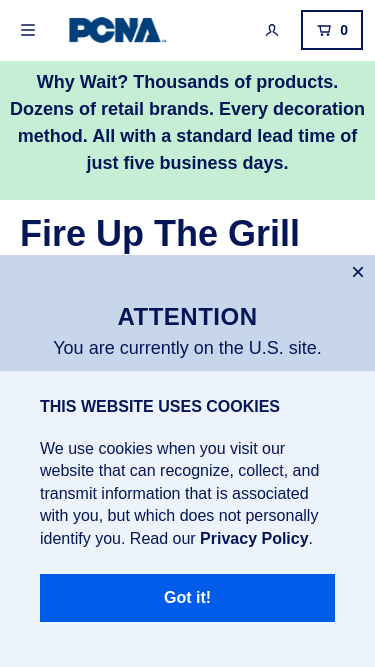 PCNA
0
Why Wait? Thousands of products.
Dozens of retail brands. Every decoration
method. All with a standard lead time of
just five business days.
Fire Up The Grill
ATTENTION
You are currently on the U.S. site.
THIS WEBSITE USES COOKIES
We use cookies when you visit our
website that can recognize, collect, and
transmit information that is associated
with you, but which does not personally
identify you. Read our Privacy Policy.
Got it!